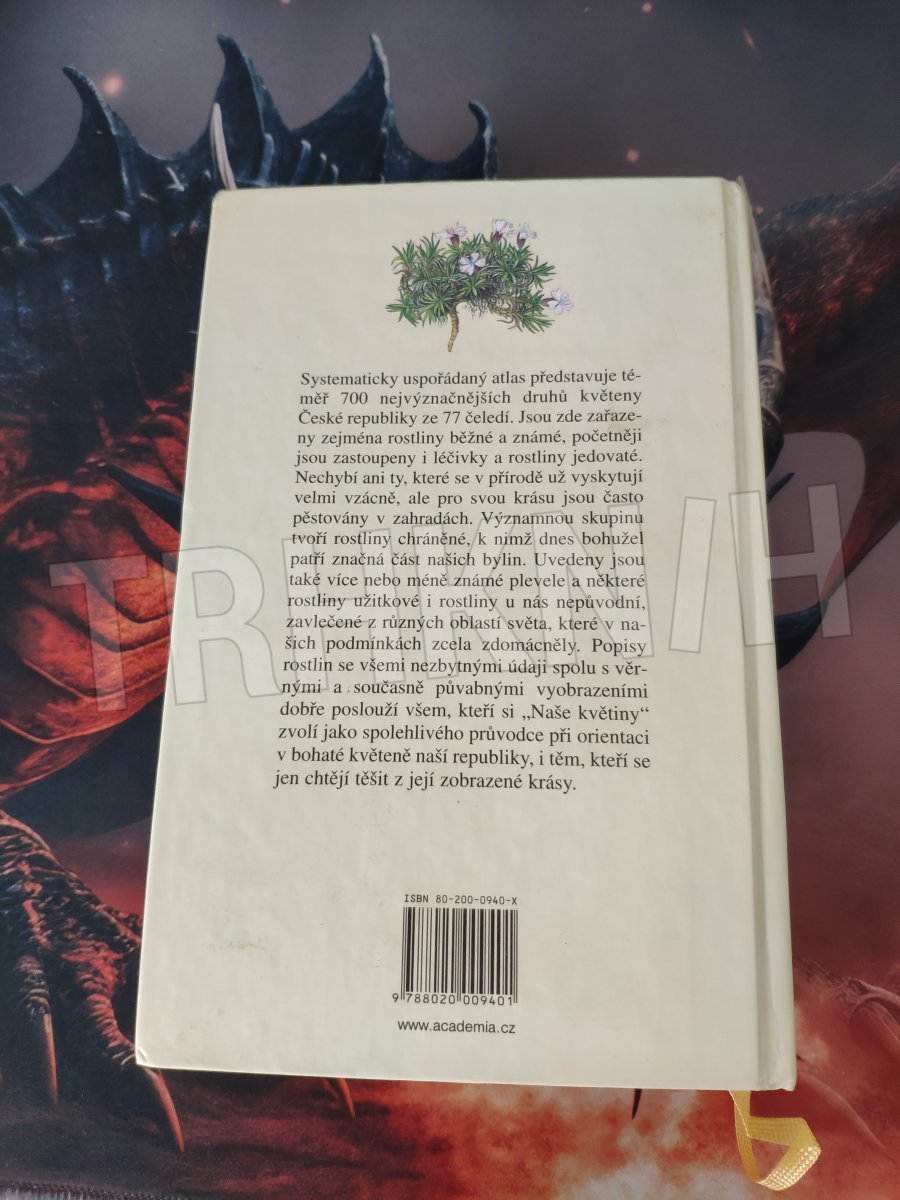 Systematicky uspořádaný atlas představuje té-
měř 700 nejvýznačnějších druhů květeny
České republiky ze 77 čeledí. Jsou zde zařaze-
ny zejména rostliny běžné a známé, početněji
jsou zastoupeny i léčivky a rostliny jedovaté.
Nechybí ani ty, které se v přírodě už vyskytují
velmi vzácně, ale pro svou krásu jsou často
pěstovány v zahradách. Významnou skupinu
tvoří rostliny chráněné, k nimž dnes bohužel
patří značná část našich bylin. Uvedeny jsou
také více nebo méně známé plevele a některé
rostliny užitkové i rostliny u nás nepůvodní,
zavlečené z různých oblastí světa, které v na-
šich podmínkách zcela zdomácněly. Popisy
rostlin se všemi nezbytnými údaji spolu s věr-
nými a současně půvabnými vyobrazeními
dobře poslouží všem, kteří si „Naše květiny“
zvolí jako spolehlivého průvodce při orientaci
v bohaté květeně naší republiky, i těm, kteří se
jen chtějí těšit z její zobrazené krásy.
TRHKNIH
ISBN 80-200-0940-X
9 788020 009401
www.academia.cz